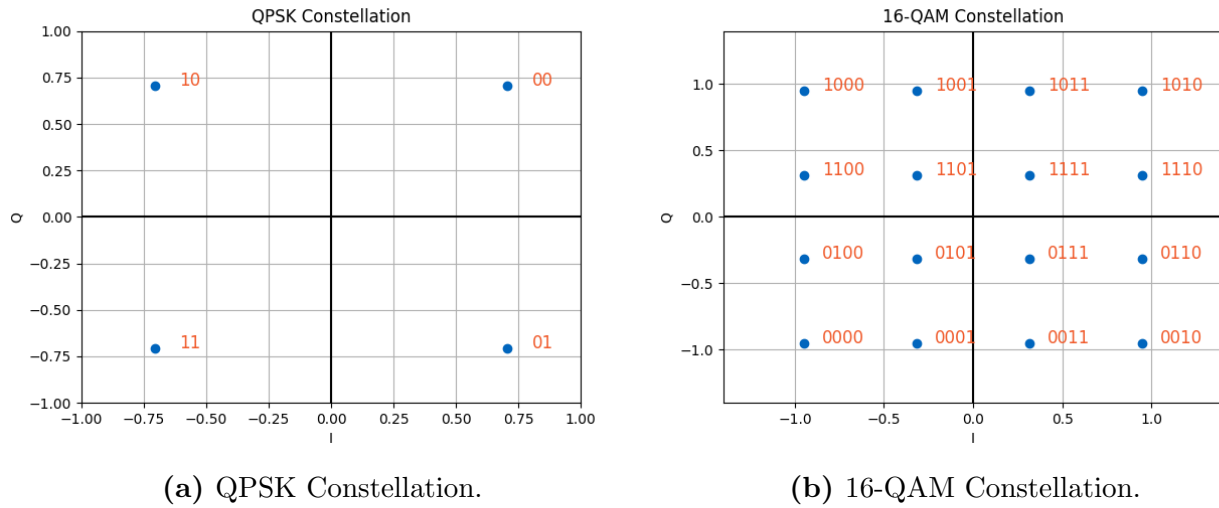 QPSK Constellation
1.00
0.75
0.50
0.25
0.00
−0.25
−0.50
−0.75
−1.00
Q
10 00
11 01
−1.00 −0.75 −0.50 −0.25 0.00 0.25 0.50 0.75 1.00
I
(a) QPSK Constellation.
16-QAM Constellation
1.0
0.5
0.0
−0.5
−1.0
Q
1000 1001 1011 1010
1100 1101 1111 1110
0100 0101 0111 0110
0000 0001 0011 0010
−1.0 −0.5 0.0 0.5 1.0
I
(b) 16-QAM Constellation.